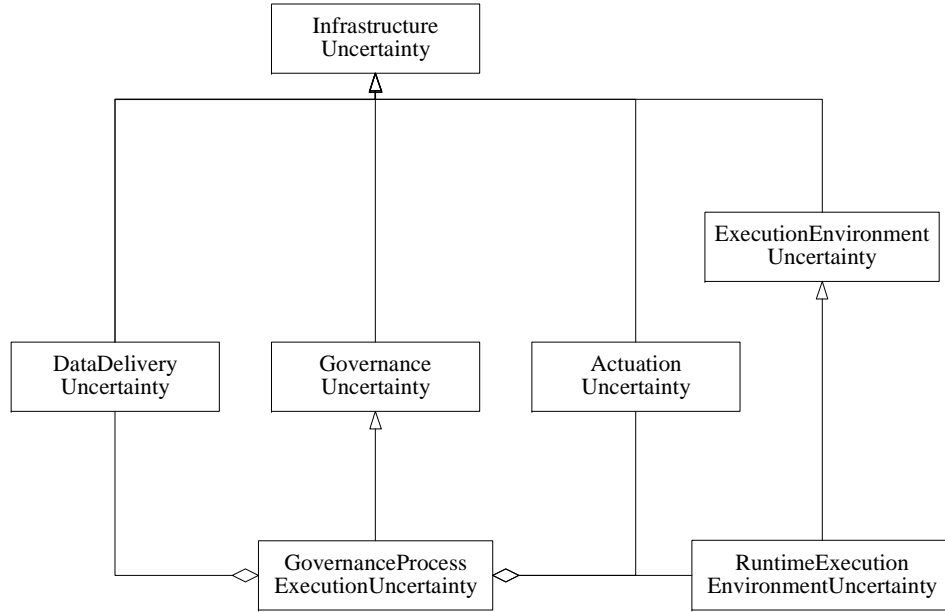 Infrastructure
Uncertainty
ExecutionEnvironment
Uncertainty
DataDelivery
Uncertainty
Governance
Uncertainty
Actuation
Uncertainty
GovernanceProcess
ExecutionUncertainty
RuntimeExecution
EnvironmentUncertainty